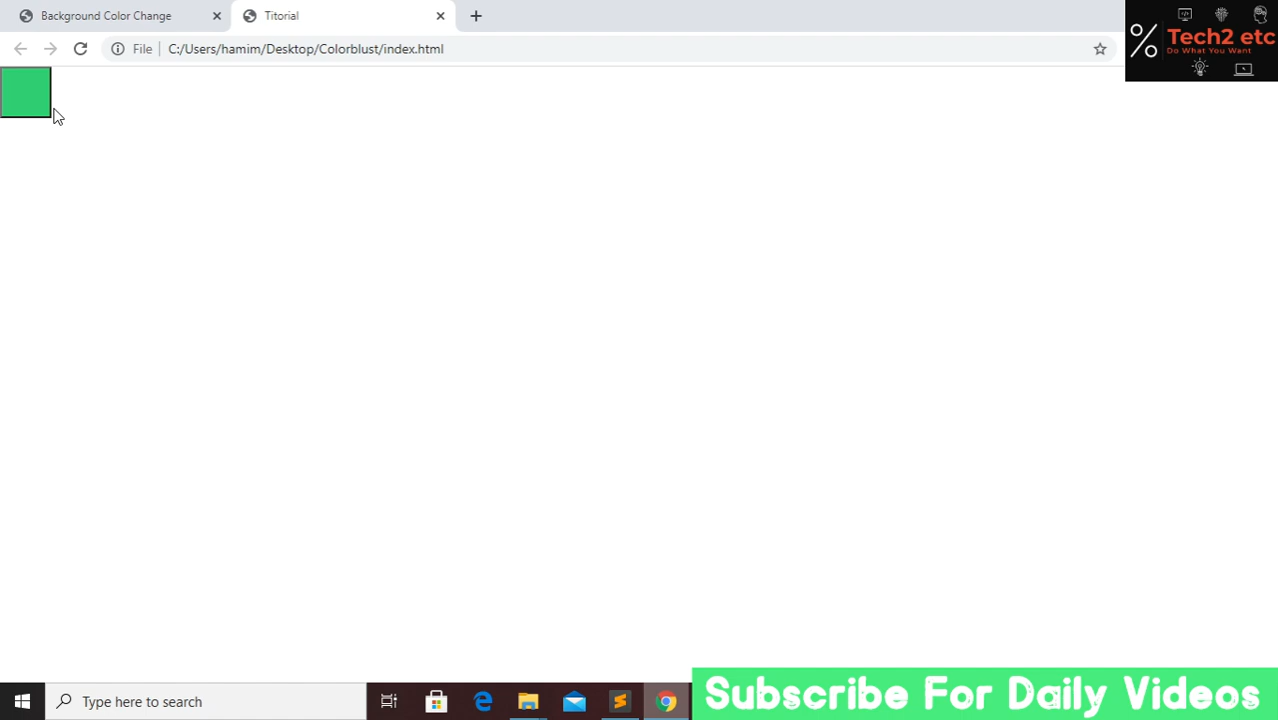 Background Color Change
Titorial
File
C:/Users/hamim/Desktop/Colorblust/index.html
%
Tech2 etc
Do What You Want
Type here to search
Subscribe For Daily Videos